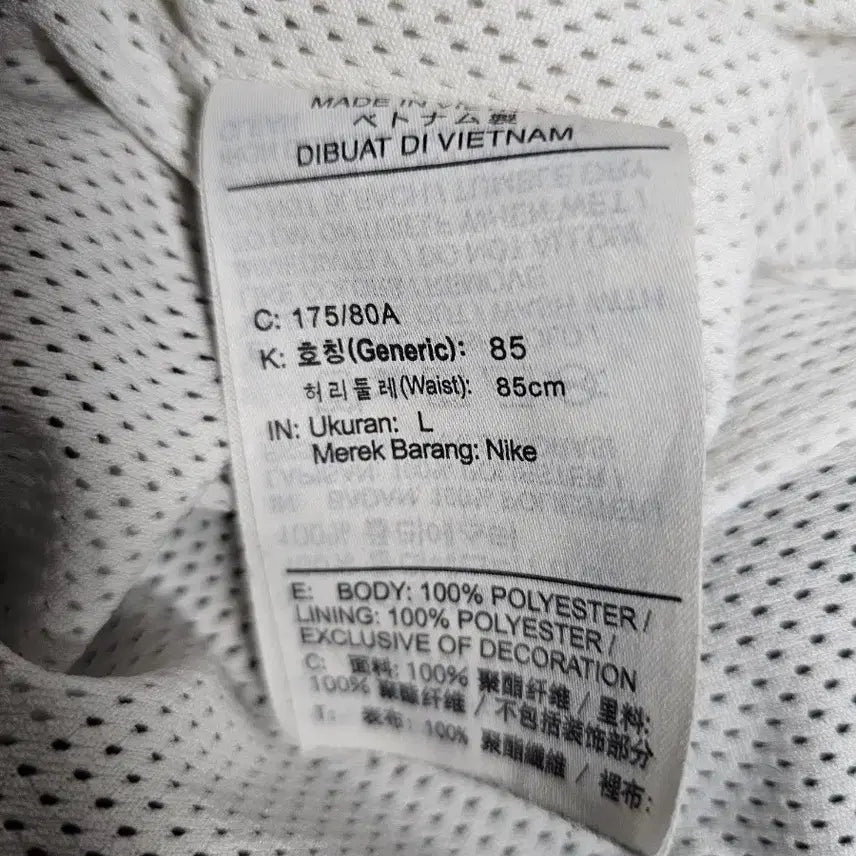 MADE IN
ベトナム製
DIBUAT DI VIETNAM
C: 175/80A
K: 호칭(Generic): 85
허리둘레(Waist): 85cm
IN: Ukuran: L
Merek Barang: Nike
E: BODY: 100% POLYESTER /
LINING: 100% POLYESTER /
EXCLUSIVE OF DECORATION
C: 面料: 100% 聚酯纤维 / 里料:
100% 聚酯纤维 / 不包括装饰部分
T: 表布: 100% 聚酯纖維 / 裡布: